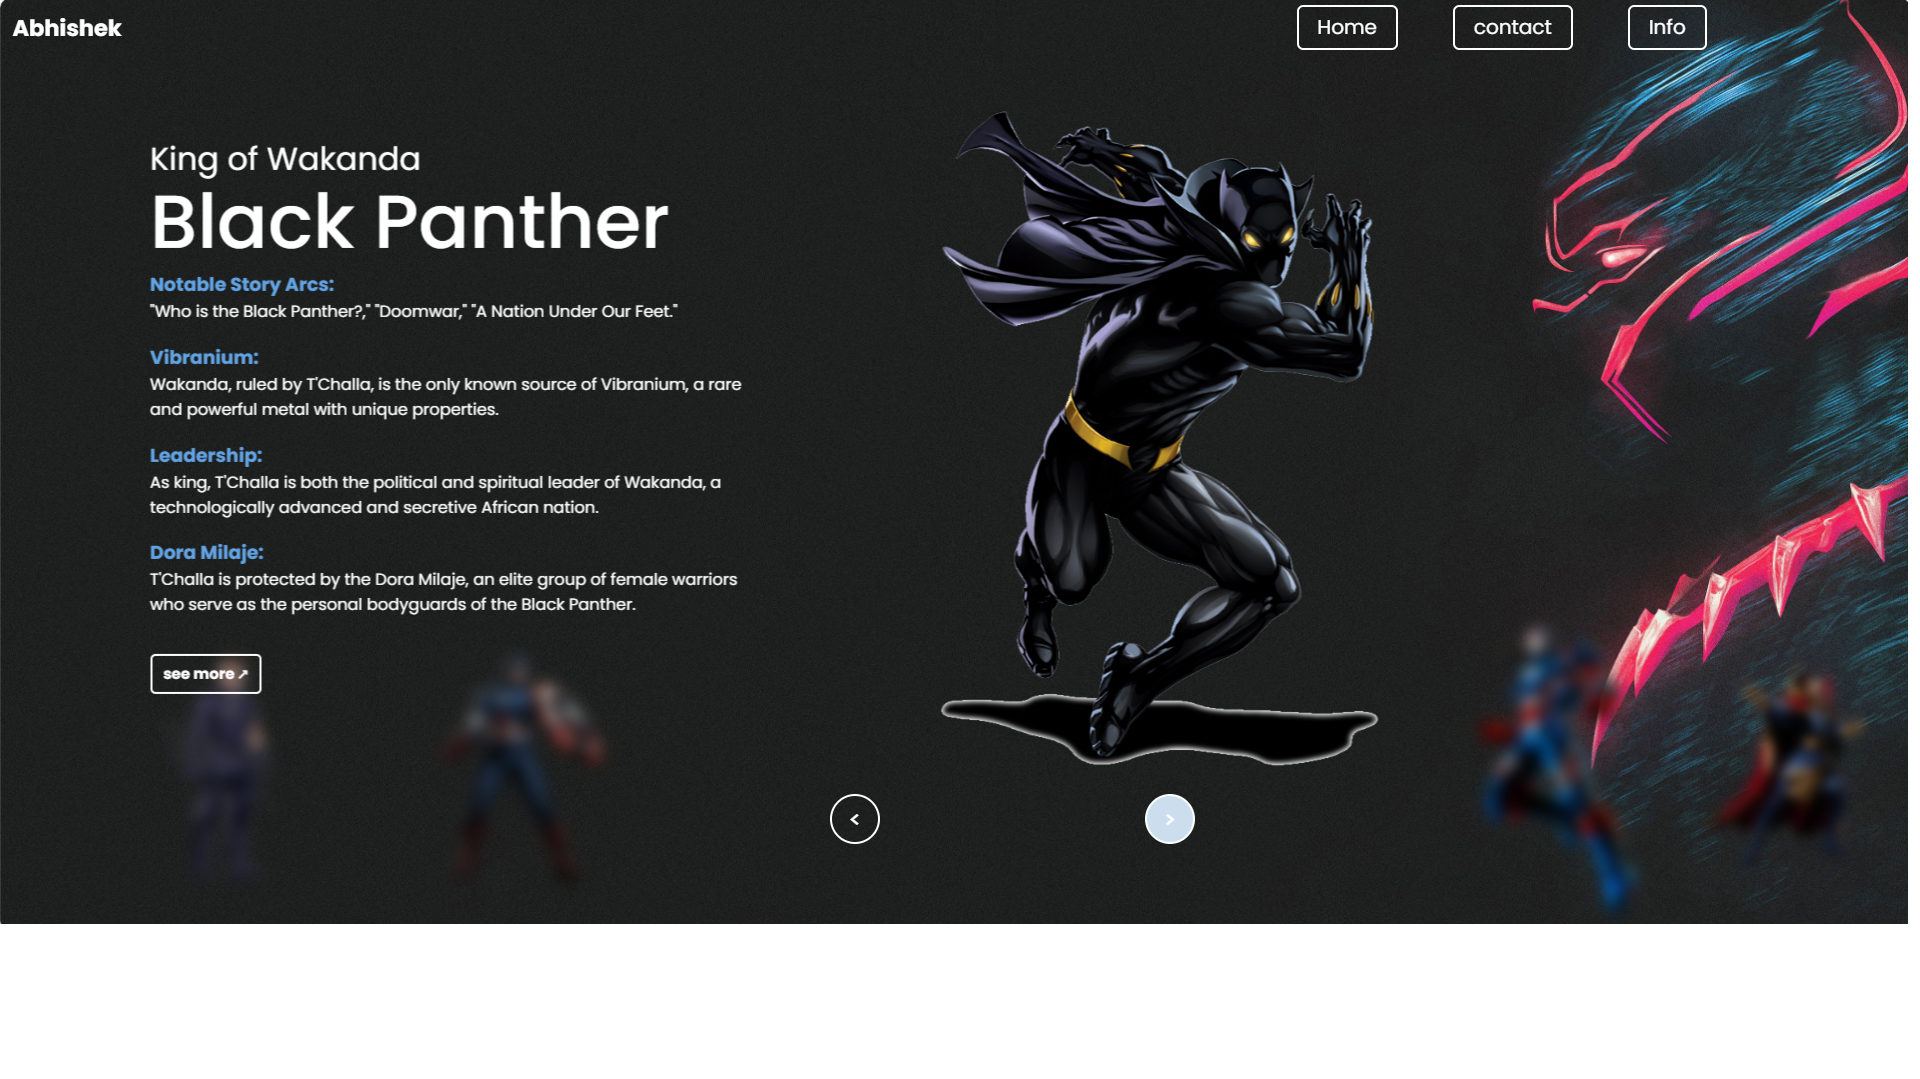 Abhishek
Home
contact
Info
King of Wakanda
Black Panther
Notable Story Arcs:
"Who is the Black Panther?," "Doomwar," "A Nation Under Our Feet."
Vibranium:
Wakanda, ruled by T'Challa, is the only known source of Vibranium, a rare
and powerful metal with unique properties.
Leadership:
As king, T'Challa is both the political and spiritual leader of Wakanda, a
technologically advanced and secretive African nation.
Dora Milaje:
T'Challa is protected by the Dora Milaje, an elite group of female warriors
who serve as the personal bodyguards of the Black Panther.
see more ↗
< >